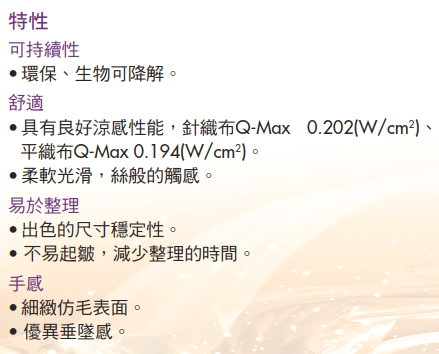 特性
可持續性
• 環保、生物可降解。
舒適
• 具有良好涼感性能，針織布Q-Max 0.202(W/cm²)、
平織布Q-Max 0.194(W/cm²)。
• 柔軟光滑，絲般的觸感。
易於整理
• 出色的尺寸穩定性。
• 不易起皺，減少整理的時間。
手感
• 細緻仿毛表面。
• 優異垂墜感。